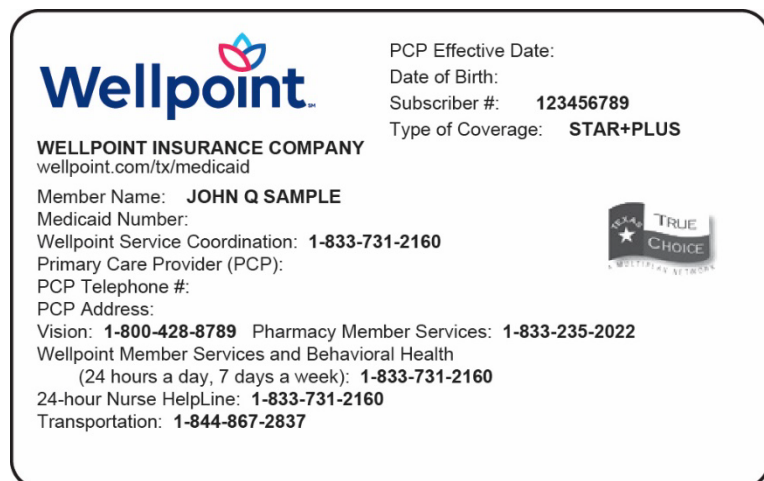 Wellpoint
SM
PCP Effective Date:
Date of Birth:
Subscriber #: 123456789
Type of Coverage: STAR+PLUS
WELLPOINT INSURANCE COMPANY
wellpoint.com/tx/medicaid
Member Name: JOHN Q SAMPLE
Medicaid Number:
Wellpoint Service Coordination: 1-833-731-2160
Primary Care Provider (PCP):
PCP Telephone #:
PCP Address:
TEXAS TRUE
CHOICE
A MULTIPLAN NETWORK
Vision: 1-800-428-8789 Pharmacy Member Services: 1-833-235-2022
Wellpoint Member Services and Behavioral Health
(24 hours a day, 7 days a week): 1-833-731-2160
24-hour Nurse HelpLine: 1-833-731-2160
Transportation: 1-844-867-2837